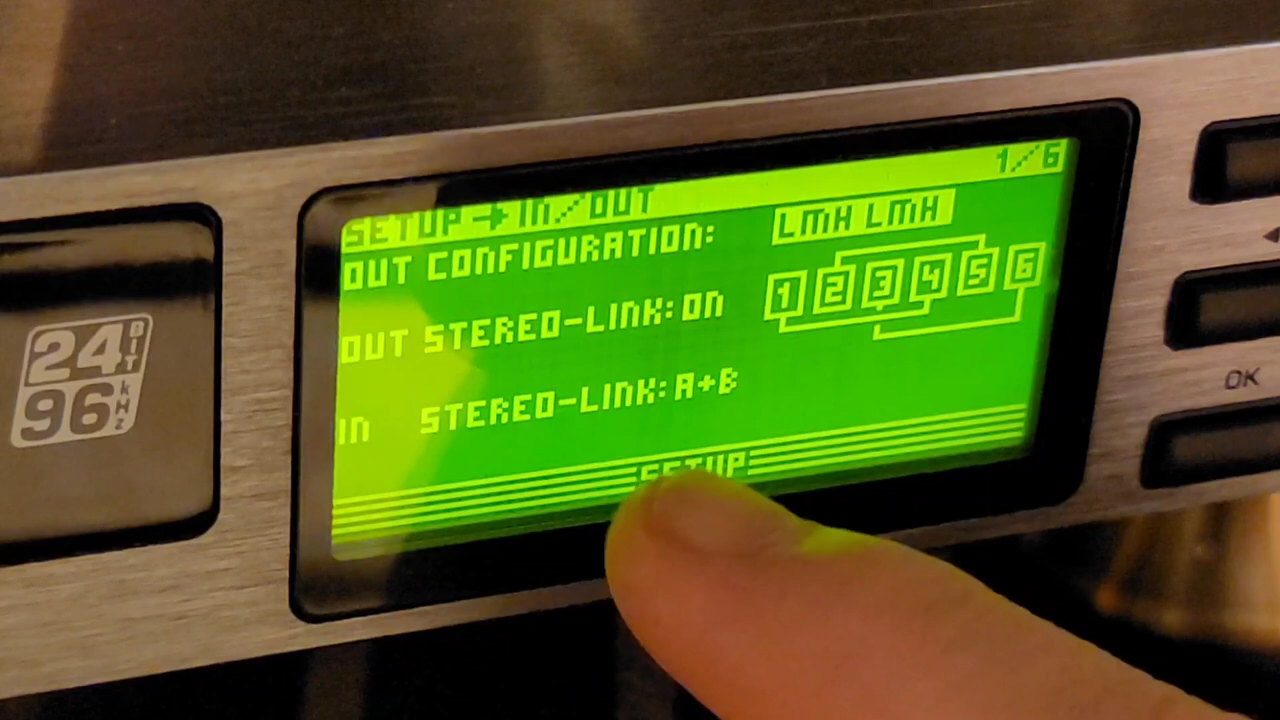 SETUP → IN/OUT 1/6
OUT CONFIGURATION: LMH LMH
1 2 3 4 5 6
OUT STEREO-LINK: ON
IN STEREO-LINK: A+B
SETUP
24 BIT
96 kHz
OK